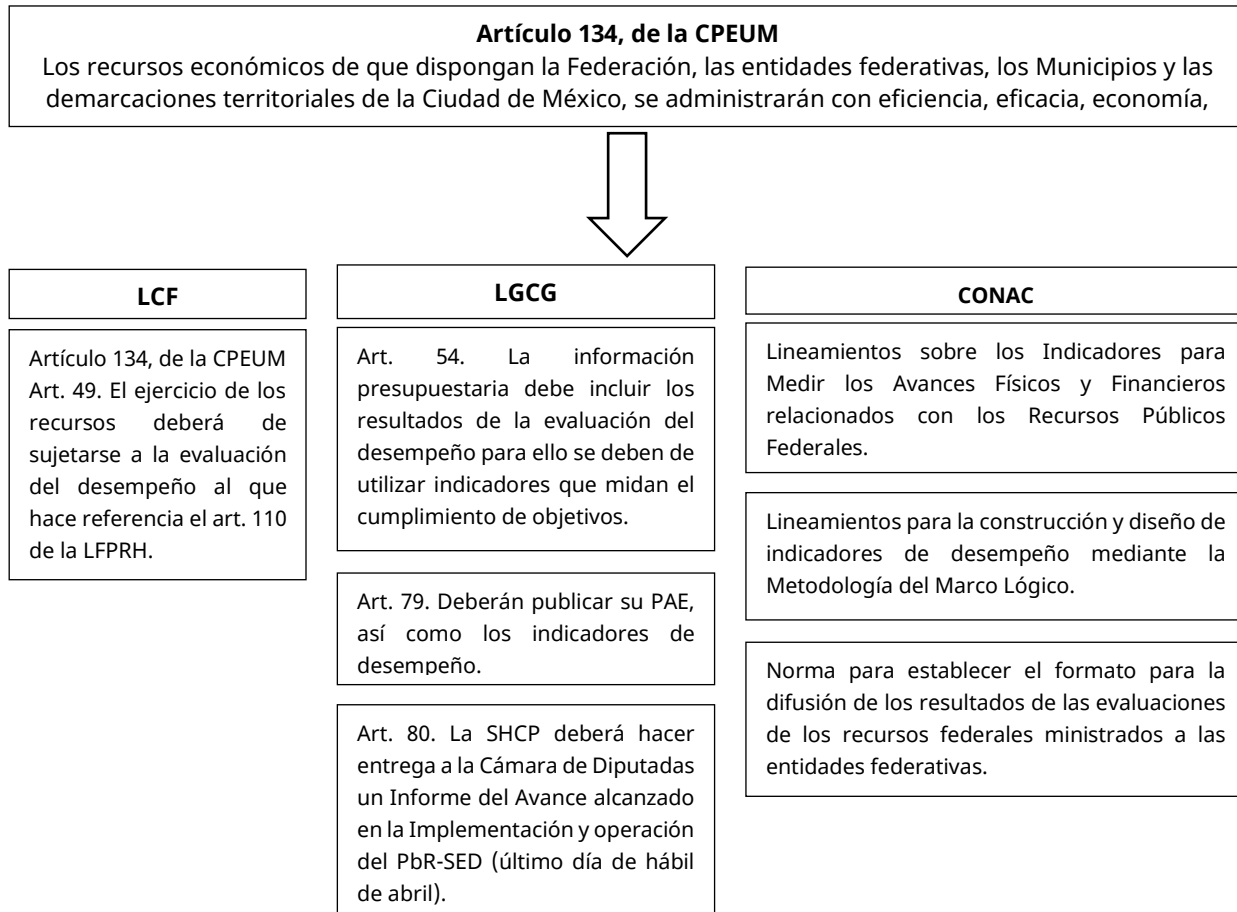 Artículo 134, de la CPEUM
Los recursos económicos de que dispongan la Federación, las entidades federativas, los Municipios y las
demarcaciones territoriales de la Ciudad de México, se administrarán con eficiencia, eficacia, economía,
LCF
Artículo 134, de la CPEUM
Art. 49. El ejercicio de los
recursos deberá de
sujetarse a la evaluación
del desempeño al que
hace referencia el art. 110
de la LFPRH.
LGCG
Art. 54. La información
presupuestaria debe incluir los
resultados de la evaluación del
desempeño para ello se deben de
utilizar indicadores que midan el
cumplimiento de objetivos.
Art. 79. Deberán publicar su PAE,
así como los indicadores de
desempeño.
Art. 80. La SHCP deberá hacer
entrega a la Cámara de Diputadas
un Informe del Avance alcanzado
en la Implementación y operación
del PbR-SED (último día de hábil
de abril).
CONAC
Lineamientos sobre los Indicadores para
Medir los Avances Físicos y Financieros
relacionados con los Recursos Públicos
Federales.
Lineamientos para la construcción y diseño de
indicadores de desempeño mediante la
Metodología del Marco Lógico.
Norma para establecer el formato para la
difusión de los resultados de las evaluaciones
de los recursos federales ministrados a las
entidades federativas.